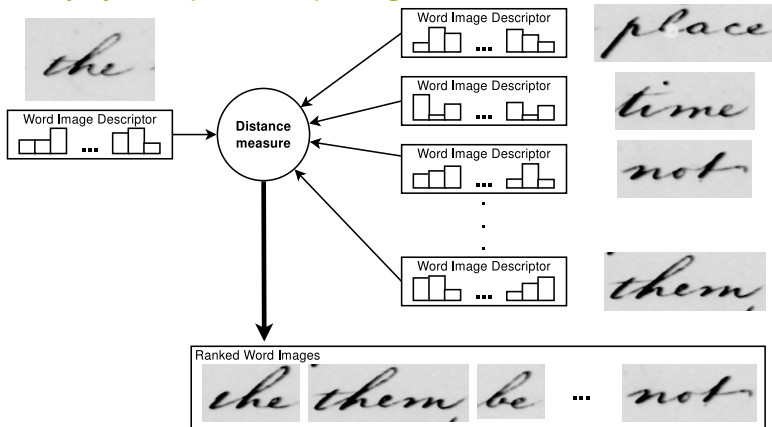 Word Image Descriptor
...
place
the
Word Image Descriptor
...
time
Word Image Descriptor
...
Distance
measure
Word Image Descriptor
...
not
Word Image Descriptor
...
them,
Ranked Word Images
the them, be ... not